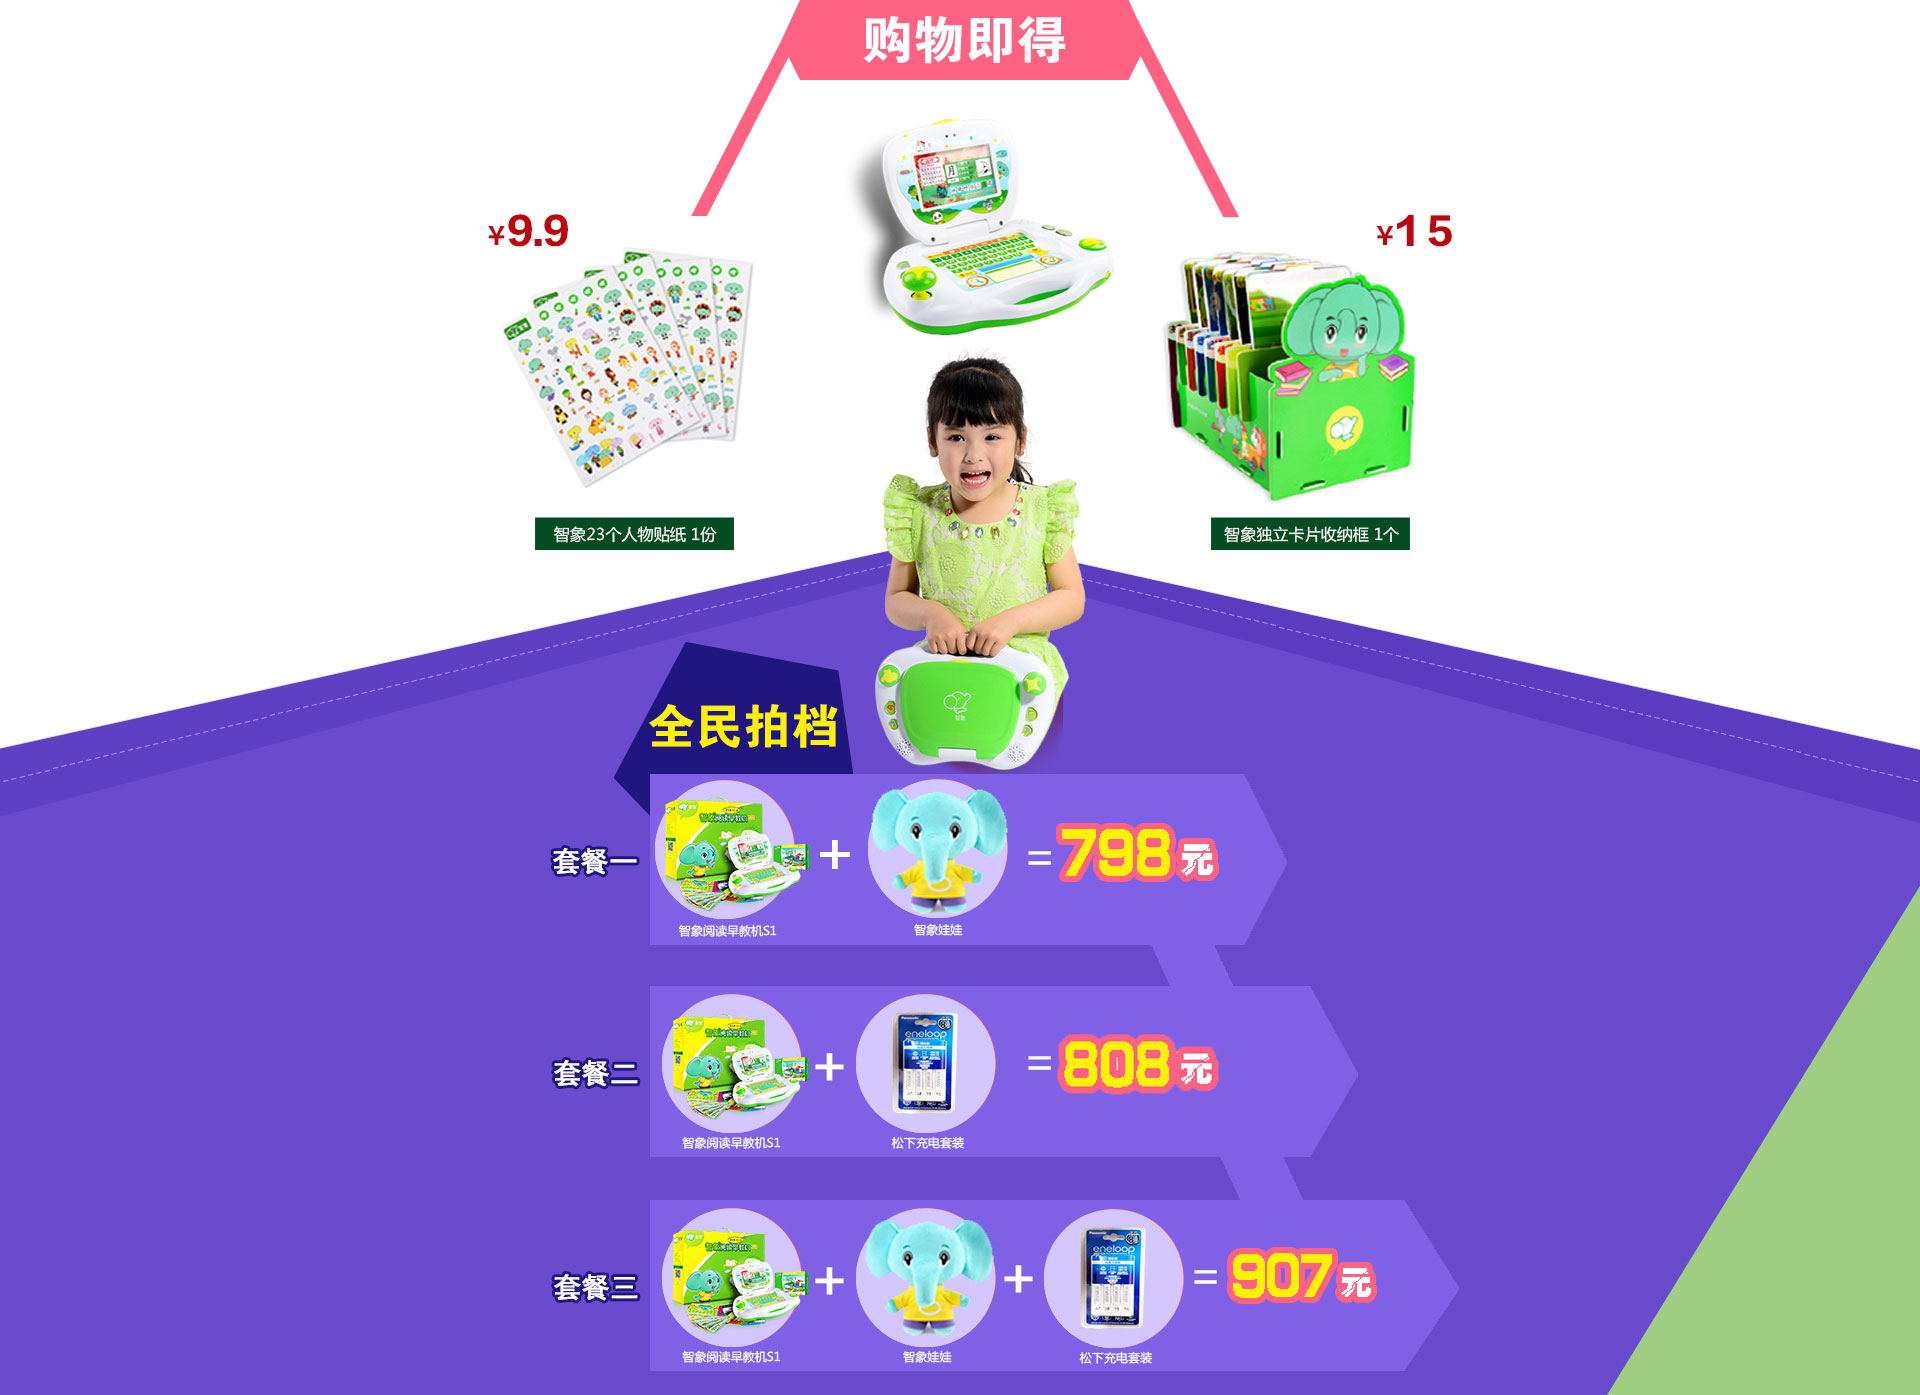 购物即得
¥9.9
¥15
智象23个人物贴纸 1份
智象独立卡片收纳框 1个
全民拍档
套餐一
+
=798元
智象阅读早教机S1
智象娃娃
套餐二
+
=808元
eneloop
智象阅读早教机S1
松下充电套装
套餐三
+
+
=907元
eneloop
智象阅读早教机S1
智象娃娃
松下充电套装